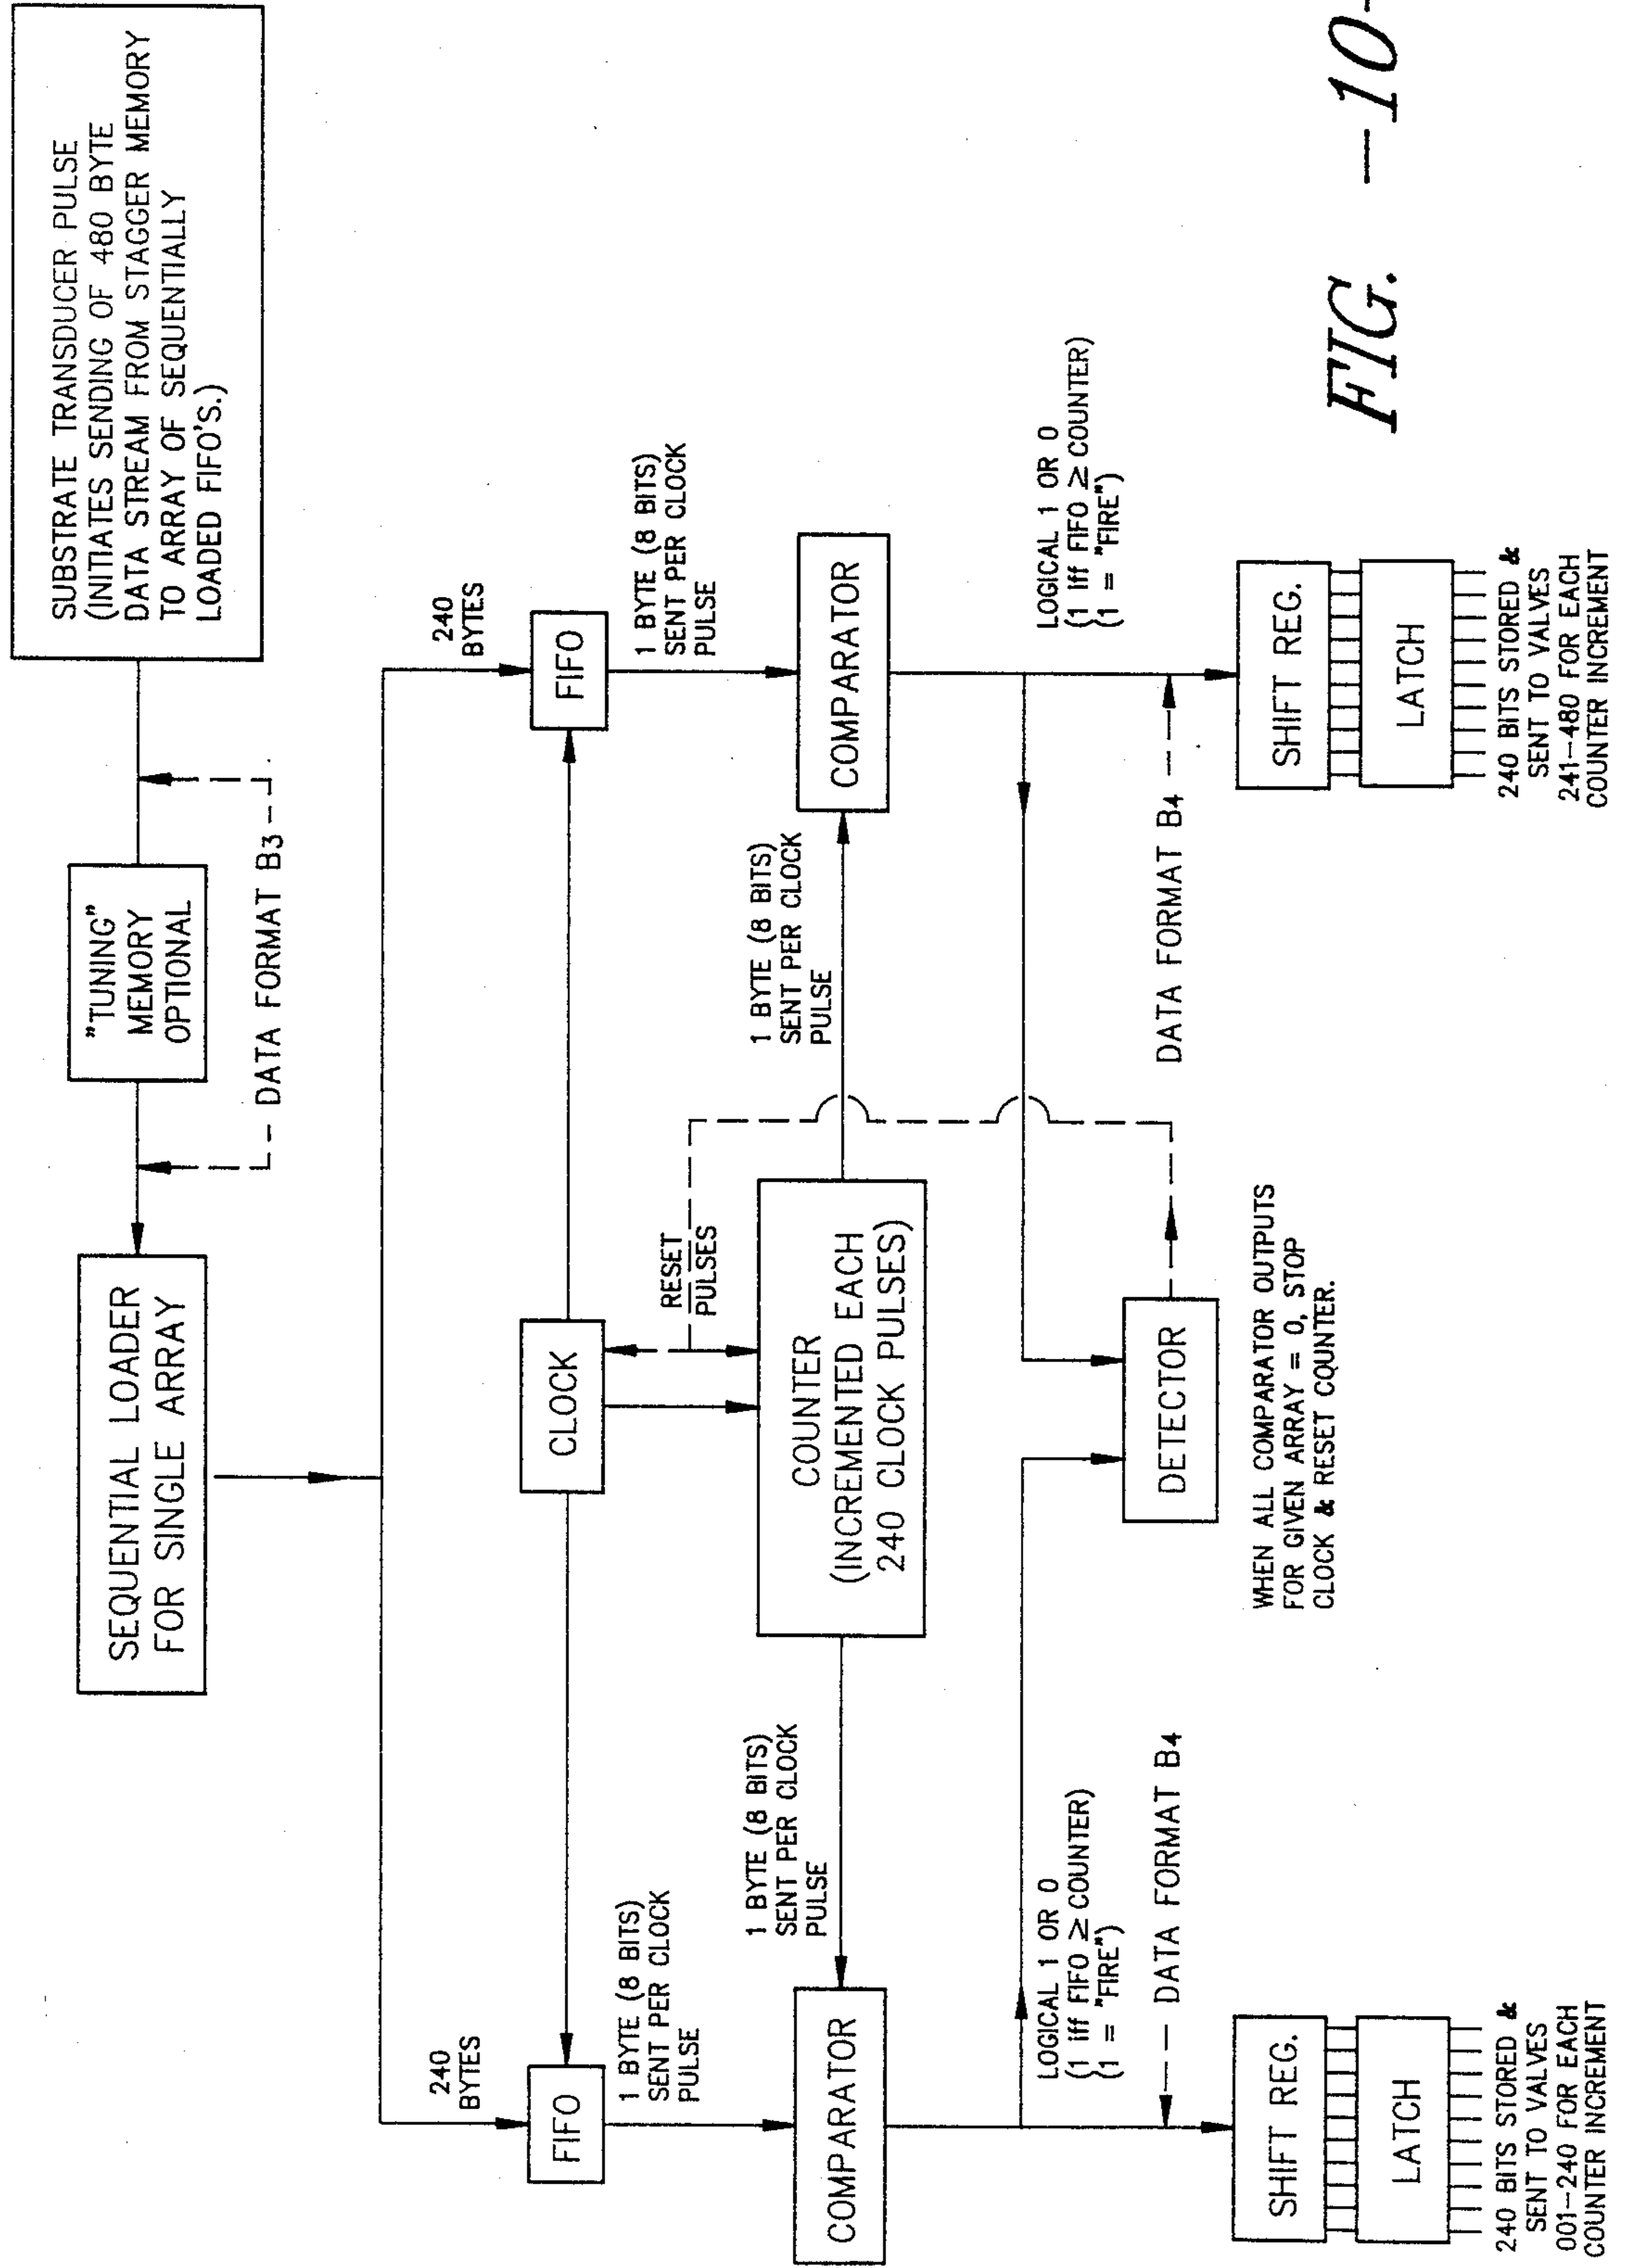 SUBSTRATE TRANSDUCER PULSE
(INITIATES SENDING OF 480 BYTE
DATA STREAM FROM STAGGER MEMORY
TO ARRAY OF SEQUENTIALLY
LOADED FIFO'S.)
"TUNING"
MEMORY
OPTIONAL
DATA FORMAT B3
SEQUENTIAL LOADER
FOR SINGLE ARRAY
240
BYTES
240
BYTES
FIFO
CLOCK
FIFO
1 BYTE (8 BITS)
SENT PER CLOCK
PULSE
RESET
PULSES
1 BYTE (8 BITS)
SENT PER CLOCK
PULSE
1 BYTE (8 BITS)
SENT PER CLOCK
PULSE
COUNTER
(INCREMENTED EACH
240 CLOCK PULSES)
1 BYTE (8 BITS)
SENT PER CLOCK
PULSE
COMPARATOR
COMPARATOR
LOGICAL 1 OR 0
(1 iff FIFO ≥ COUNTER)
(1 = "FIRE")
LOGICAL 1 OR 0
(1 iff FIFO ≥ COUNTER)
(1 = "FIRE")
DATA FORMAT B4
DETECTOR
DATA FORMAT B4
WHEN ALL COMPARATOR OUTPUTS
FOR GIVEN ARRAY = 0, STOP
CLOCK & RESET COUNTER.
SHIFT REG.
SHIFT REG.
LATCH
LATCH
240 BITS STORED &
SENT TO VALVES
001-240 FOR EACH
COUNTER INCREMENT
240 BITS STORED &
SENT TO VALVES
241-480 FOR EACH
COUNTER INCREMENT
FIG. -10-